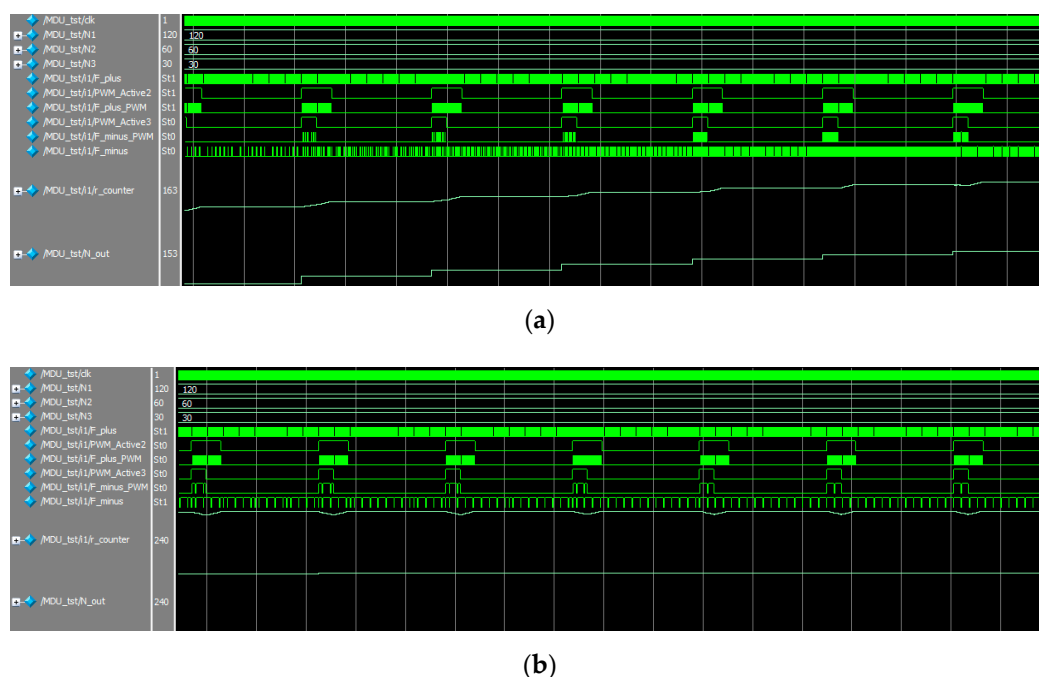 /MDU_tst/clk 1
/MDU_tst/N1 120 120
/MDU_tst/N2 60 60
/MDU_tst/N3 30 30
/MDU_tst/i1/F_plus St1
/MDU_tst/i1/PWM_Active2 St1
/MDU_tst/i1/F_plus_PWM St1
/MDU_tst/i1/PWM_Active3 St0
/MDU_tst/i1/F_minus_PWM St0
/MDU_tst/i1/F_minus St0
/MDU_tst/i1/r_counter 163
/MDU_tst/N_out 153
(a)
/MDU_tst/clk 1
/MDU_tst/N1 120 120
/MDU_tst/N2 60 60
/MDU_tst/N3 30 30
/MDU_tst/i1/F_plus St1
/MDU_tst/i1/PWM_Active2 St0
/MDU_tst/i1/F_plus_PWM St0
/MDU_tst/i1/PWM_Active3 St0
/MDU_tst/i1/F_minus_PWM St0
/MDU_tst/i1/F_minus St1
/MDU_tst/i1/r_counter 240
/MDU_tst/N_out 240
(b)